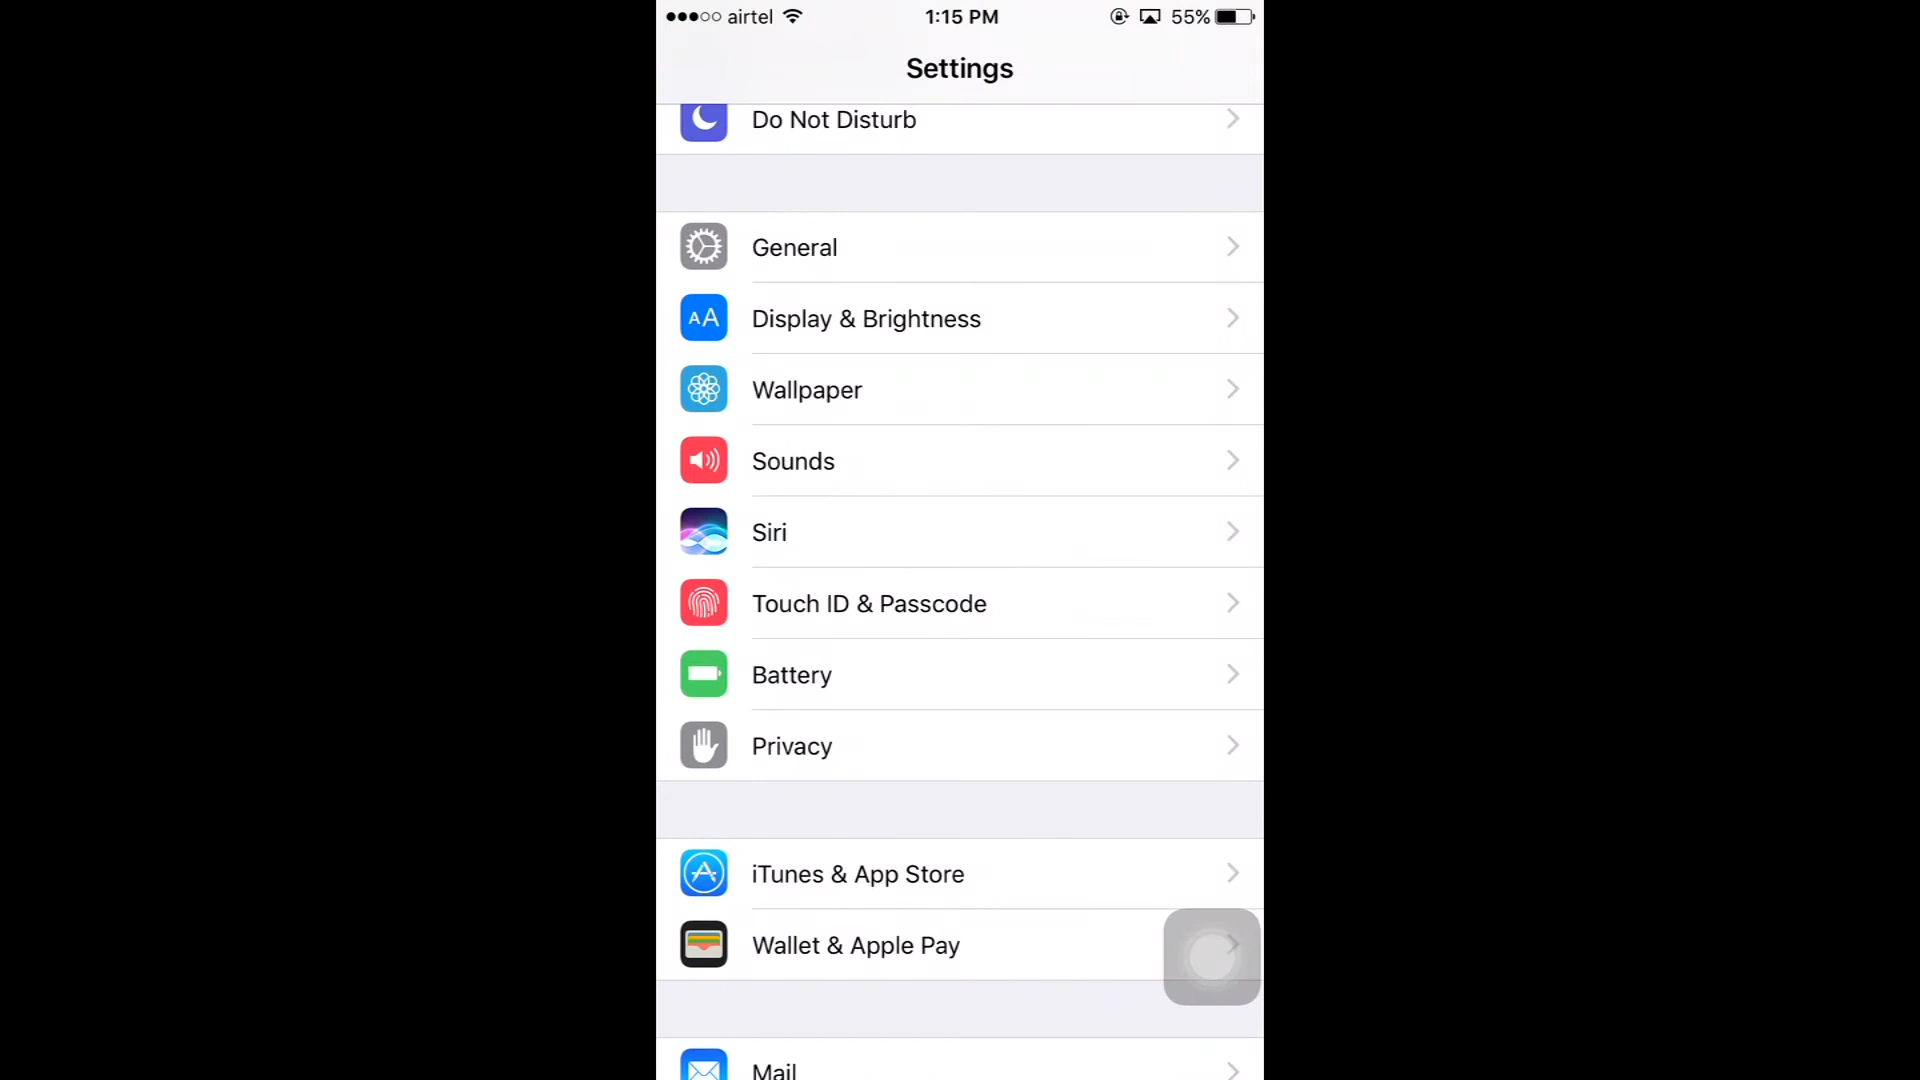 airtel 1:15 PM 55%
Settings
Do Not Disturb
General
AA Display & Brightness
Wallpaper
Sounds
Siri
Touch ID & Passcode
Battery
Privacy
iTunes & App Store
Wallet & Apple Pay
Mail